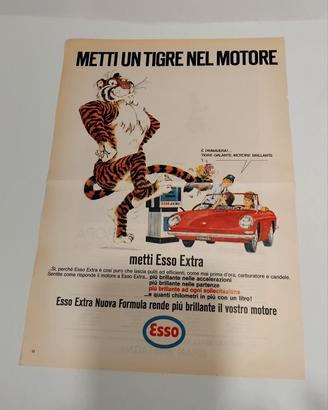 METTI UN TIGRE NEL MOTORE
È PRIMAVERA!...
TIGRE GALANTE, MOTORE BRILLANTE
metti Esso Extra
...Sì, perché Esso Extra è così puro che lascia puliti ed efficienti, come mai prima d'ora, carburatore e candele.
Sentite come risponde il motore a Esso Extra... più brillante nelle accelerazioni
più brillante nelle partenze
più brillante ad ogni sollecitazione
...e quanti chilometri in più con un litro!
Esso Extra Nuova Formula rende più brillante il vostro motore
Esso